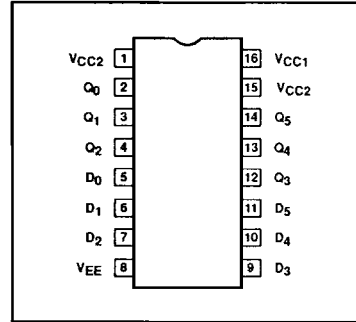 VCC2 1 16 VCC1
Q0 2 15 VCC2
Q1 3 14 Q5
Q2 4 13 Q4
D0 5 12 Q3
D1 6 11 D5
D2 7 10 D4
VEE 8 9 D3